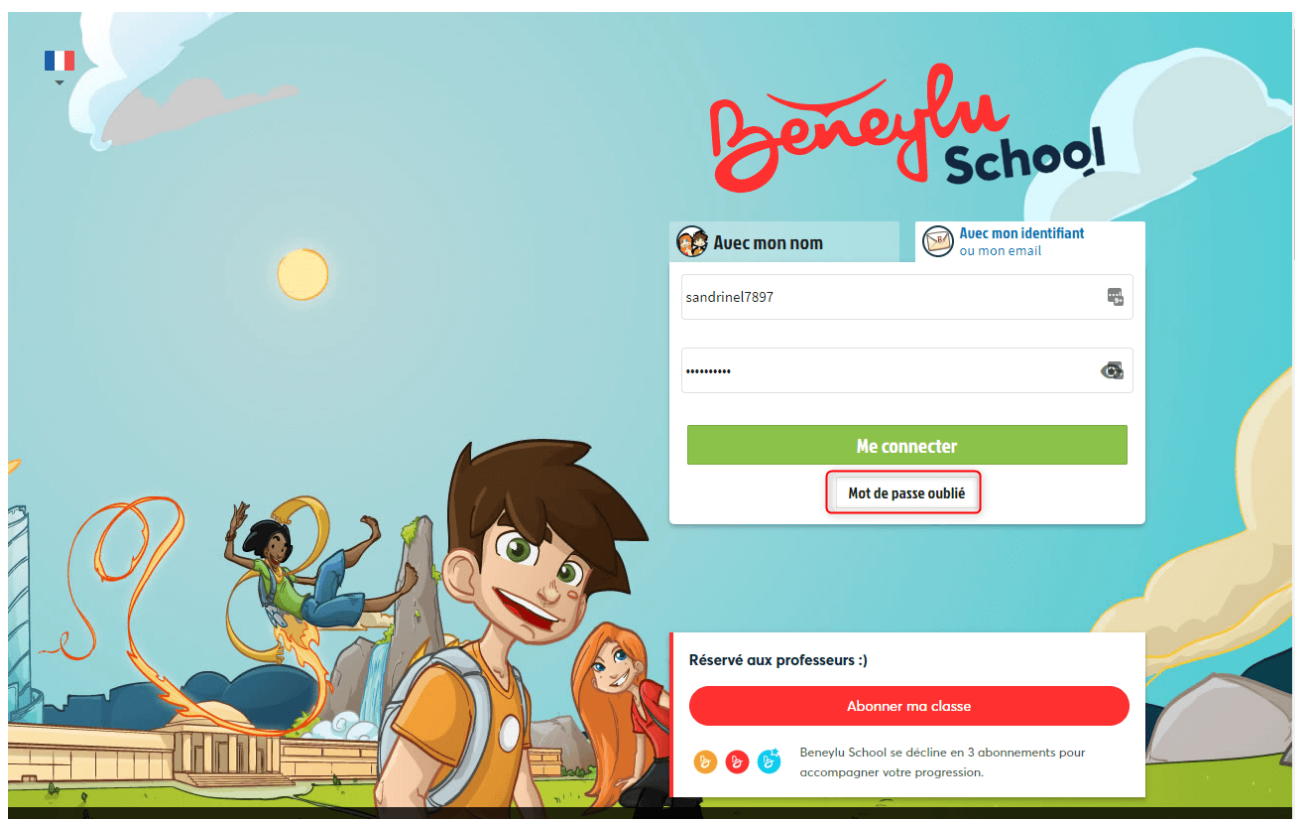 Beneylu
School
Avec mon nom
Avec mon identifiant
ou mon email
sandrinel7897
••••••••••
Me connecter
Mot de passe oublié
Réservé aux professeurs :)
Abonner ma classe
Beneylu School se décline en 3 abonnements pour
accompagner votre progression.